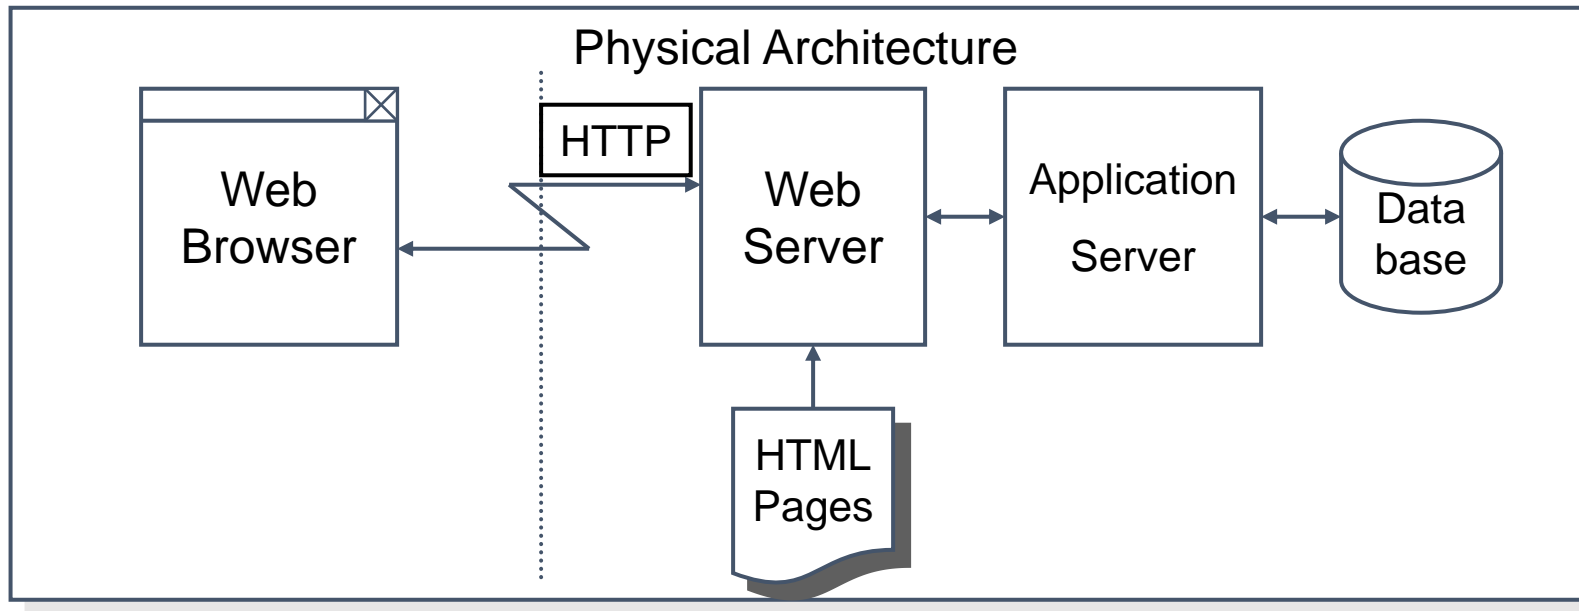 Physical Architecture
HTTP
Web
Browser
Web
Server
Application
Server
Data
base
HTML
Pages